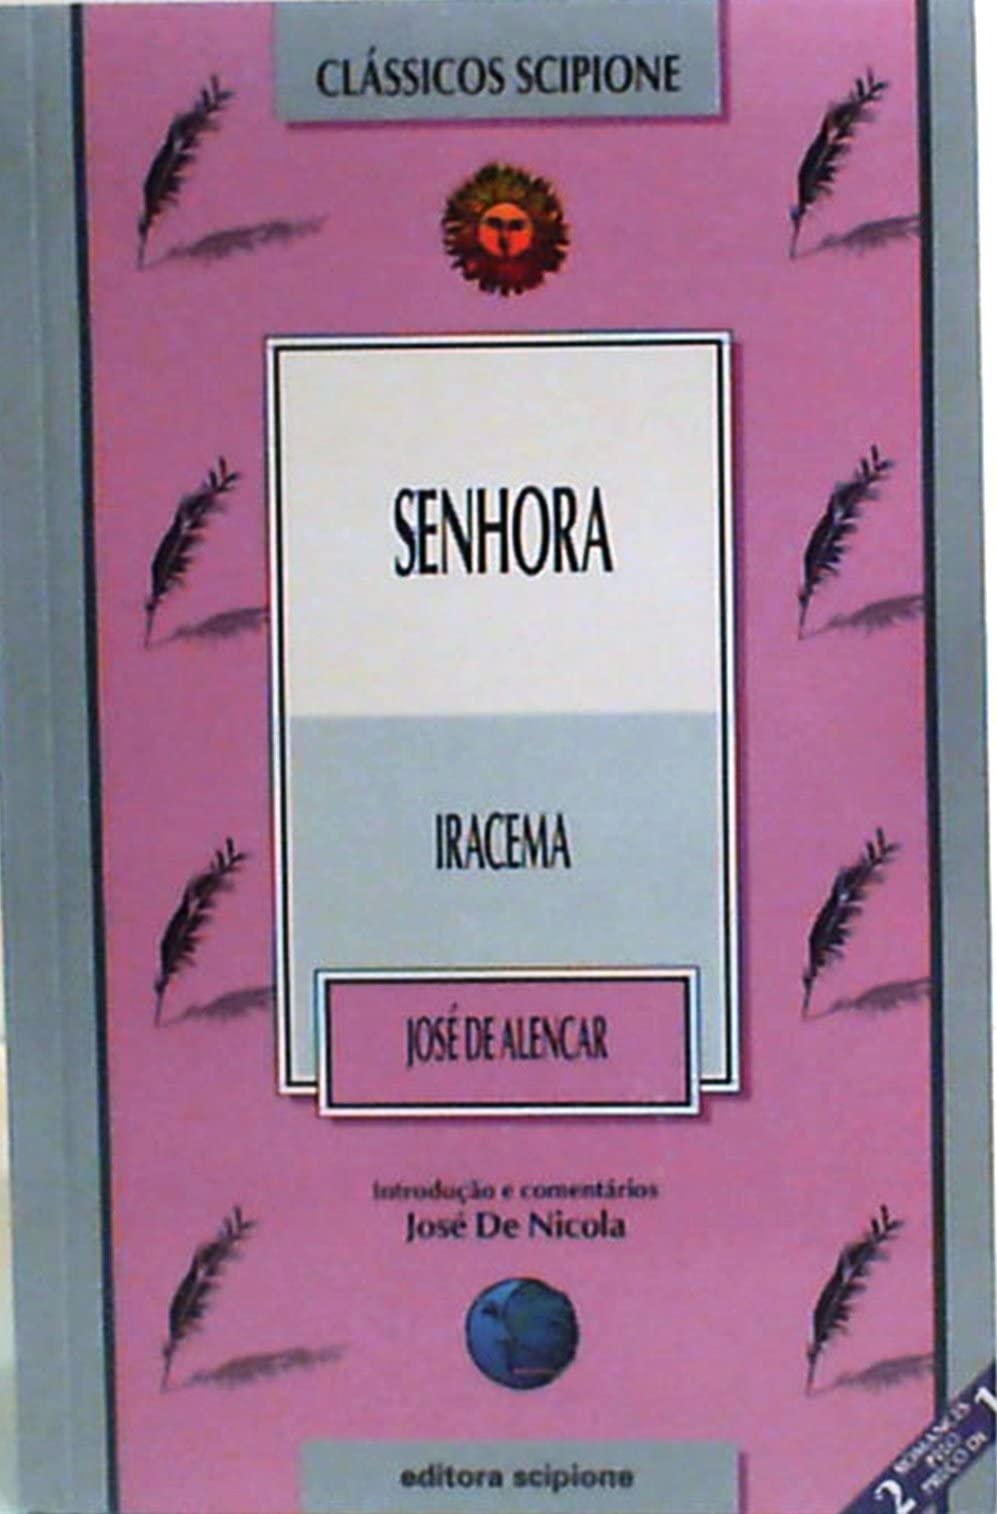 CLÁSSICOS SCIPIONE
SENHORA
IRACEMA
JOSÉ DE ALENCAR
Introdução e comentários
José De Nicola
editora scipione
2 ROMANCES
PELO
PREÇO DE 1